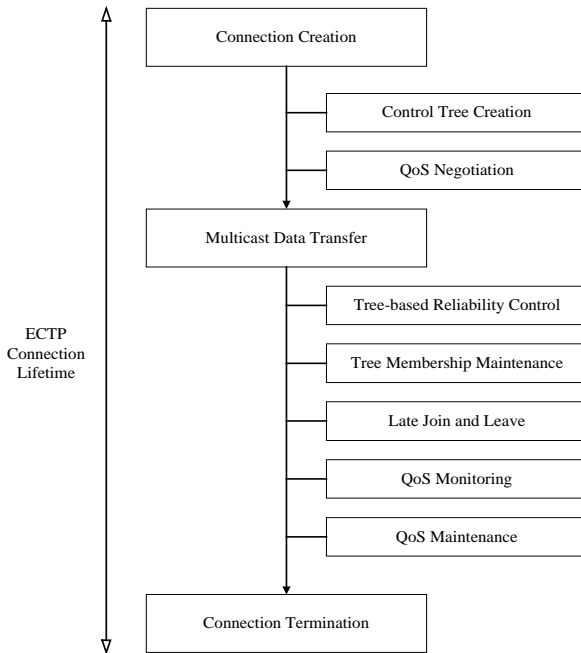 Connection Creation
Control Tree Creation
QoS Negotiation
Multicast Data Transfer
Tree-based Reliability Control
ECTP
Connection
Lifetime
Tree Membership Maintenance
Late Join and Leave
QoS Monitoring
QoS Maintenance
Connection Termination